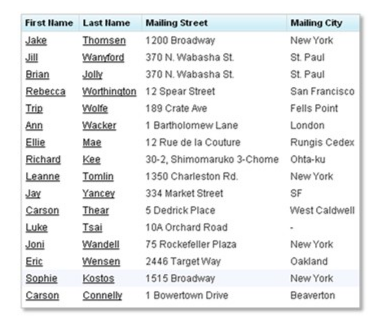 First Name Last Name Mailing Street Mailing City
Jake Thomsen 1200 Broadway New York
Jill Wanyford 370 N. Wabasha St. St. Paul
Brian Jolly 370 N. Wabasha St. St. Paul
Rebecca Worthington 12 Spear Street San Francisco
Trip Wolfe 189 Crate Ave Fells Point
Ann Wacker 1 Bartholomew Lane London
Ellie Mae 12 Rue de la Couture Rungis Cedex
Richard Kee 30-2, Shimomaruko 3-Chome Ohta-ku
Leanne Tomlin 1350 Charleston Rd. New York
Jay Yancey 334 Market Street SF
Carson Thear 5 Dedrick Place West Caldwell
Luke Tsai 10A Orchard Road -
Joni Wandell 75 Rockefeller Plaza New York
Eric Wensen 2446 Target Way Oakland
Sophie Kostos 1515 Broadway New York
Carson Connelly 1 Bowertown Drive Beaverton